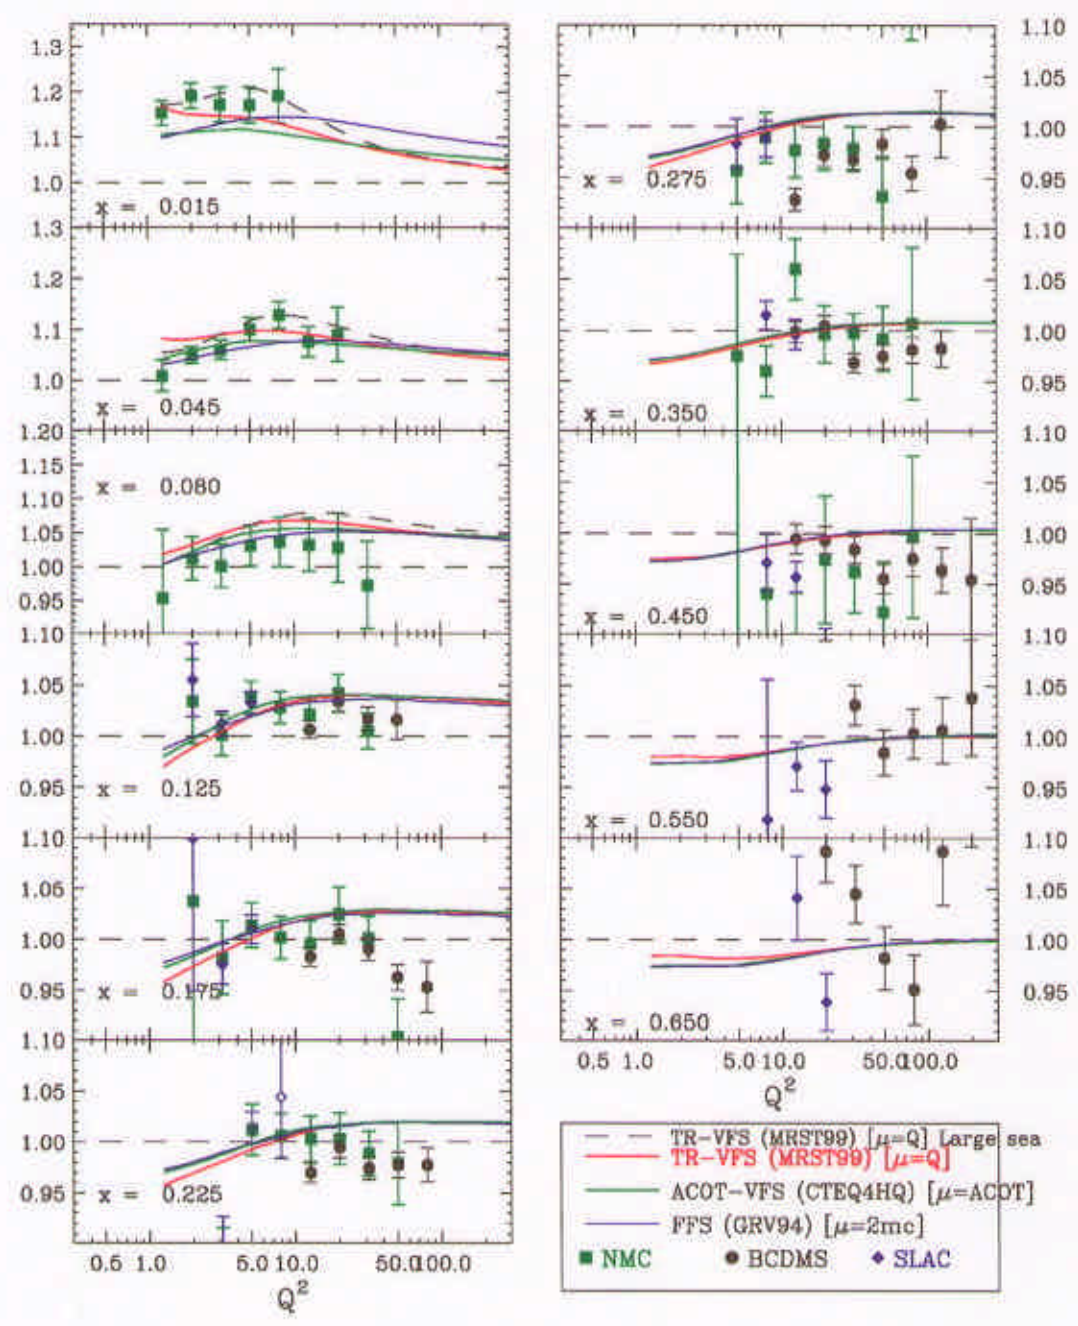 1.3
1.2
1.1
1.0
x = 0.015
1.3
1.2
1.1
1.0
x = 0.045
1.20
1.15
1.10
1.05
1.00
0.95
x = 0.080
1.10
1.05
1.00
0.95
x = 0.125
1.10
1.05
1.00
0.95
x = 0.175
1.10
1.05
1.00
0.95
x = 0.225
0.5 1.0 5.0 10.0 50.0 100.0
Q²
1.10
1.05
1.00
0.95
x = 0.275
1.10
1.05
1.00
0.95
x = 0.350
1.10
1.05
1.00
0.95
x = 0.450
1.10
1.05
1.00
0.95
x = 0.550
1.10
1.05
1.00
0.95
x = 0.650
0.5 1.0 5.0 10.0 50.0 100.0
Q²
TR-VFS (MRST99) [μ=Q] Large sea
TR-VFS (MRST99) [μ=Q]
ACOT-VFS (CTEQ4HQ) [μ=ACOT]
FFS (GRV94) [μ=2mc]
NMC BCDMS SLAC